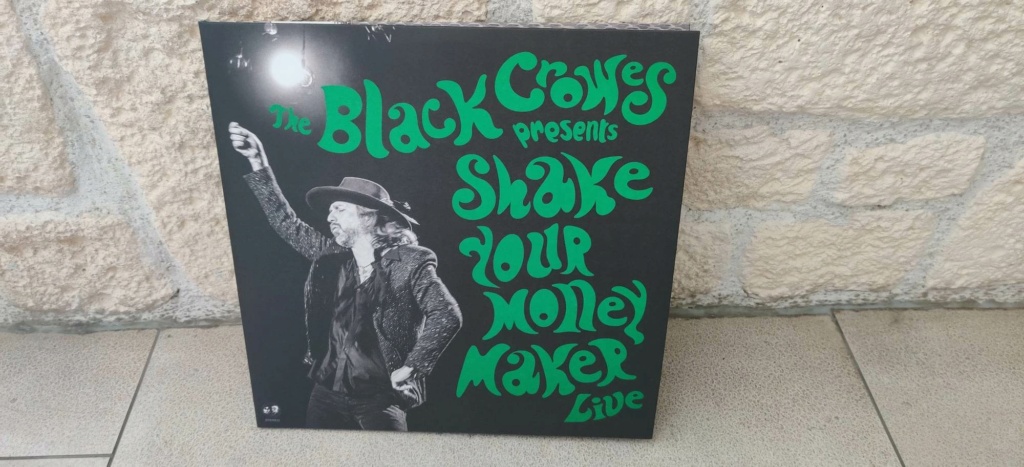 The Black Crowes
presents
Shake
Your
Money
Maker
Live